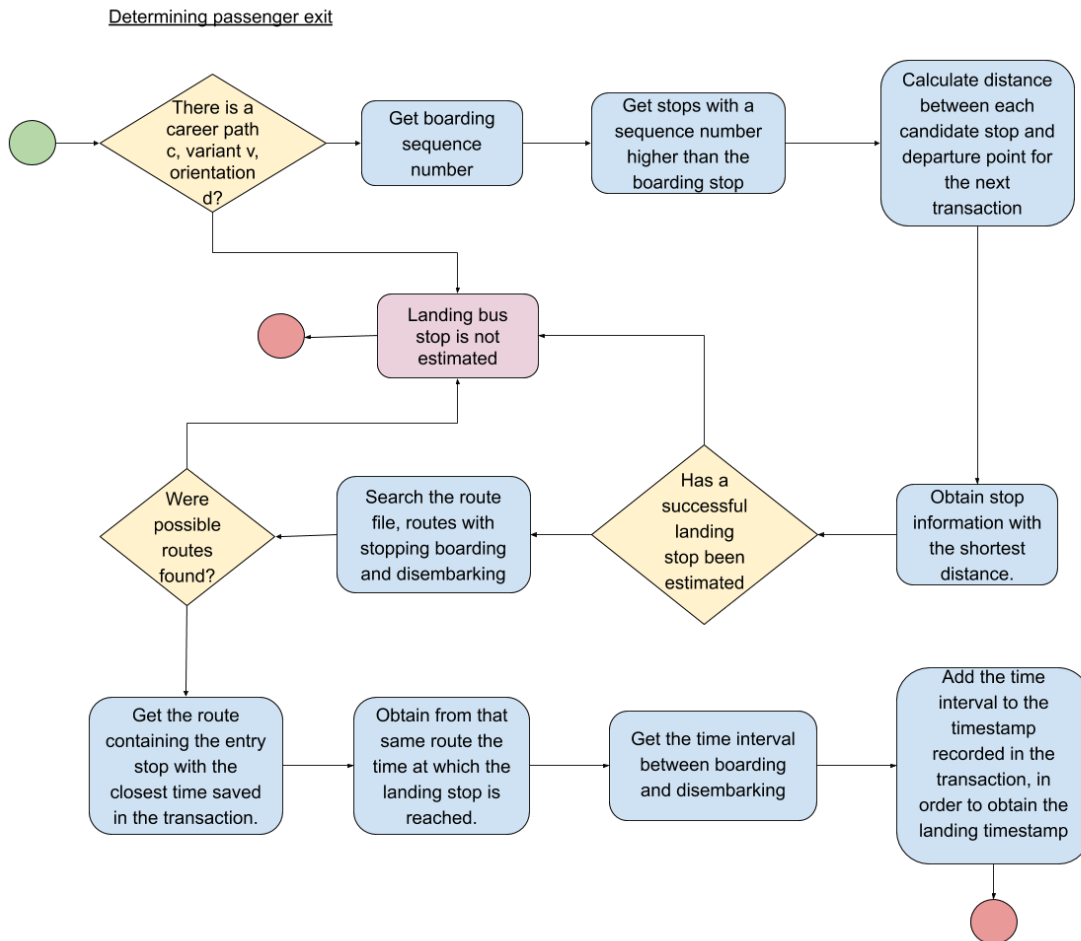 Determining passenger exit
There is a
career path
c, variant v,
orientation
d?
Get boarding
sequence
number
Get stops with a
sequence number
higher than the
boarding stop
Calculate distance
between each
candidate stop and
departure point for
the next
transaction
Landing bus
stop is not
estimated
Were
possible
routes
found?
Search the route
file, routes with
stopping boarding
and disembarking
Has a
successful
landing
stop been
estimated
Obtain stop
information with
the shortest
distance.
Get the route
containing the entry
stop with the
closest time saved
in the transaction.
Obtain from that
same route the
time at which the
landing stop is
reached.
Get the time interval
between boarding
and disembarking
Add the time
interval to the
timestamp
recorded in the
transaction, in
order to obtain the
landing timestamp